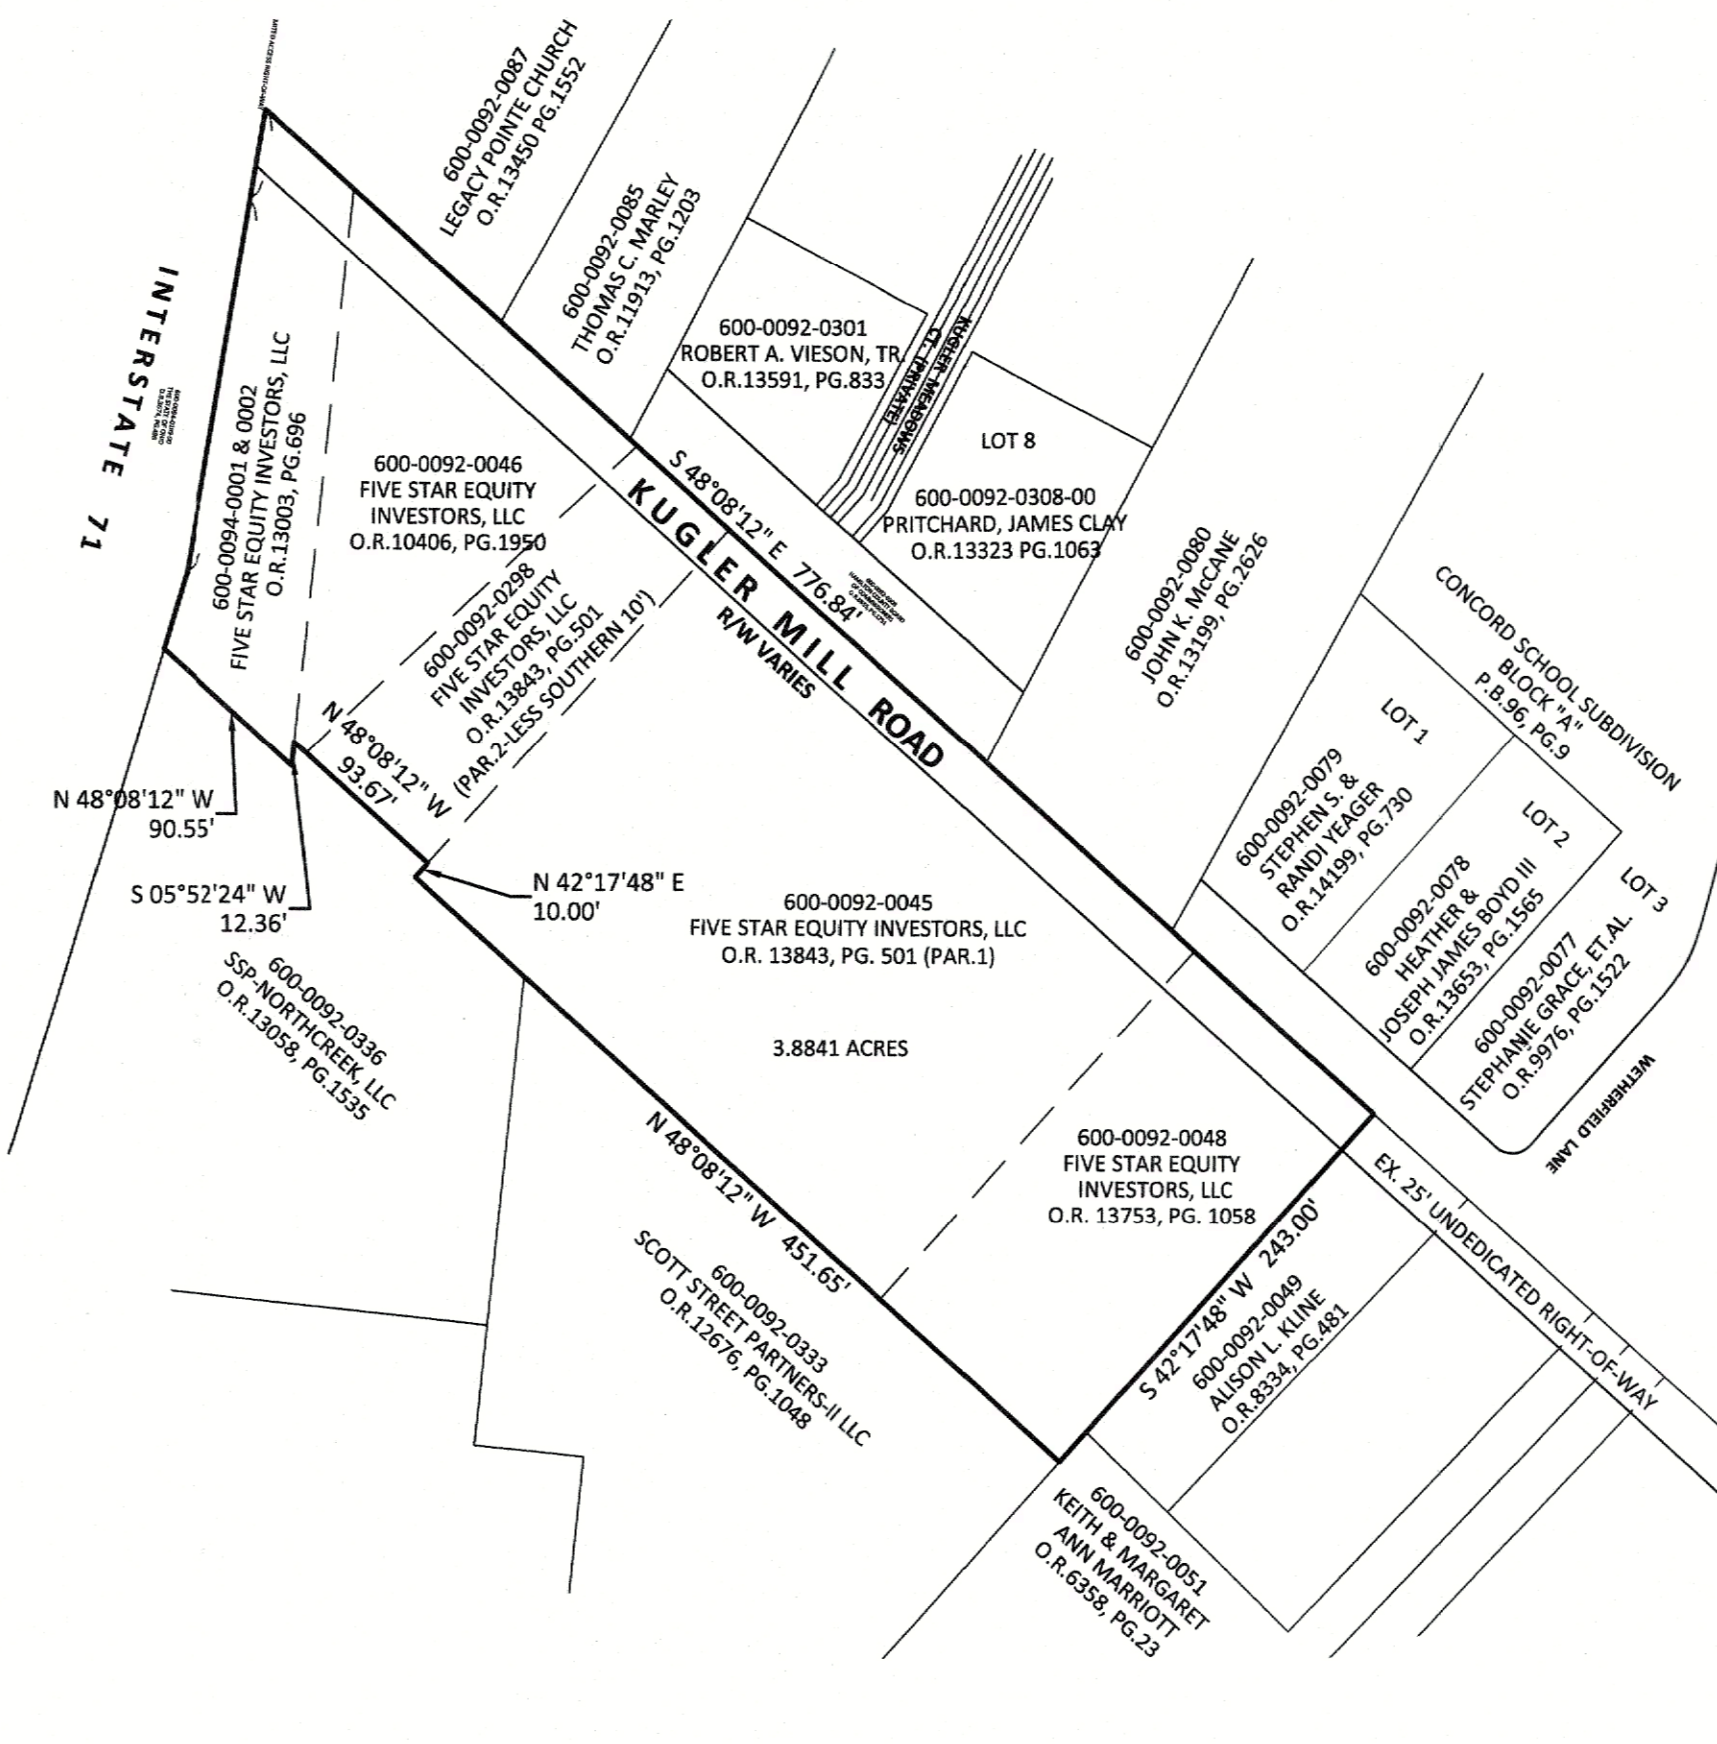 600-0092-0087
LEGACY POINTE CHURCH
O.R.13450 PG.1552
600-0092-0085
THOMAS C. MARLEY
O.R.11913, PG.1203
600-0092-0301
ROBERT A. VIESON, TR.
O.R.13591, PG.833
KUGLER MEADOWS
CT. (PRIVATE)
LOT 8
600-0092-0308-00
PRITCHARD, JAMES CLAY
O.R.13323 PG.1063
600-0092-0080
JOHN K. McCANE
O.R.13199, PG.2626
CONCORD SCHOOL SUBDIVISION
BLOCK "A"
P.B.96, PG.9
LOT 1
600-0092-0079
STEPHEN S. &
RANDI YEAGER
O.R.14199, PG.730
LOT 2
600-0092-0078
HEATHER &
JOSEPH JAMES BOYD III
O.R.13653, PG.1565
LOT 3
600-0092-0077
STEPHANIE GRACE, ET.AL.
O.R.9976, PG.1522
WETHERFIELD LANE
INTERSTATE 71
600-0094-0001 & 0002
FIVE STAR EQUITY INVESTORS, LLC
O.R.13003, PG.696
600-0092-0046
FIVE STAR EQUITY
INVESTORS, LLC
O.R.10406, PG.1950
600-0092-0298
FIVE STAR EQUITY
INVESTORS, LLC
O.R.13843, PG.501
(PAR.2-LESS SOUTHERN 10')
S 48°08'12" E 776.84'
KUGLER MILL ROAD
R/W VARIES
N 48°08'12" W
93.67'
N 48°08'12" W
90.55'
S 05°52'24" W
12.36'
N 42°17'48" E
10.00'
600-0092-0045
FIVE STAR EQUITY INVESTORS, LLC
O.R. 13843, PG. 501 (PAR.1)
3.8841 ACRES
600-0092-0336
SSP-NORTHCREEK, LLC
O.R.13058, PG.1535
N 48°08'12" W 451.65'
600-0092-0048
FIVE STAR EQUITY
INVESTORS, LLC
O.R. 13753, PG. 1058
EX. 25' UNDEDICATED RIGHT-OF-WAY
S 42°17'48" W 243.00'
600-0092-0049
ALISON L. KLINE
O.R.8334, PG.481
600-0092-0333
SCOTT STREET PARTNERS-II LLC
O.R.12676, PG.1048
600-0092-0051
KEITH & MARGARET
ANN MARRIOTT
O.R.6358, PG.23